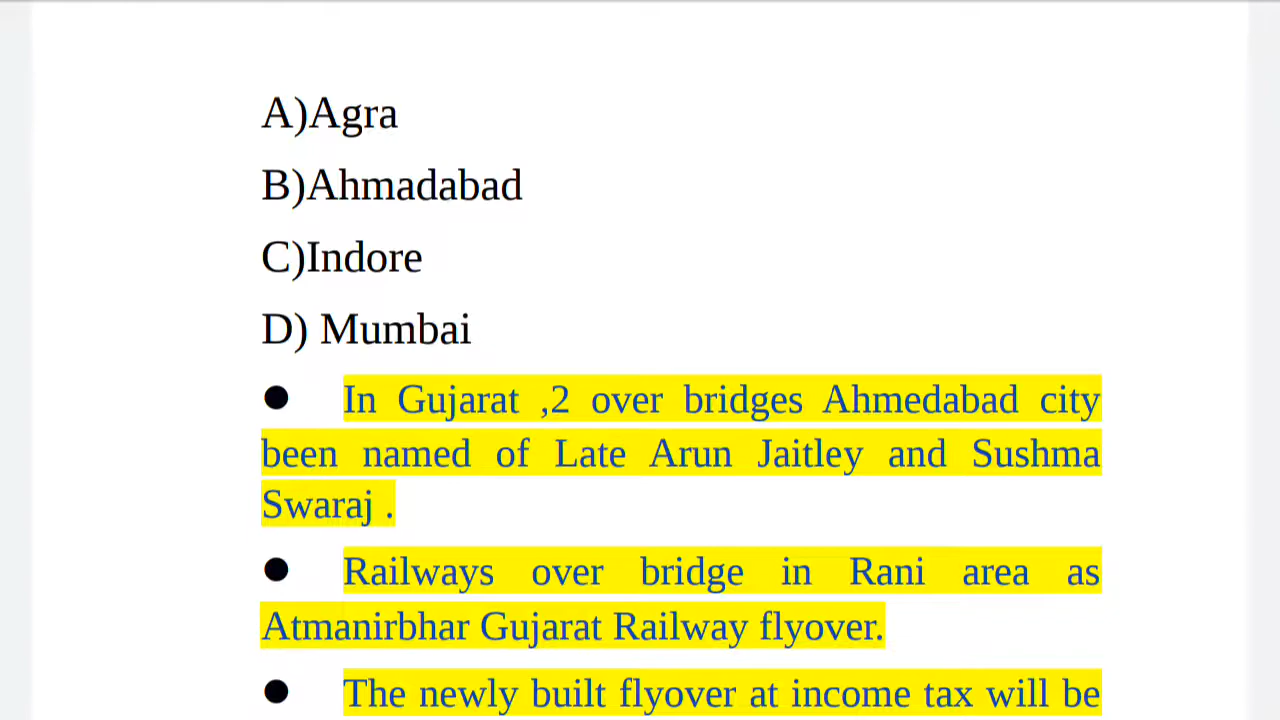 A)Agra
B)Ahmadabad
C)Indore
D) Mumbai
● In Gujarat ,2 over bridges Ahmedabad city
been named of Late Arun Jaitley and Sushma
Swaraj .
● Railways over bridge in Rani area as
Atmanirbhar Gujarat Railway flyover.
● The newly built flyover at income tax will be